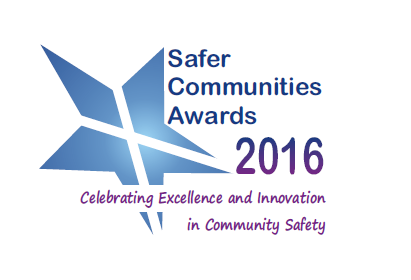 Safer
Communities
Awards
2016
Celebrating Excellence and Innovation
in Community Safety